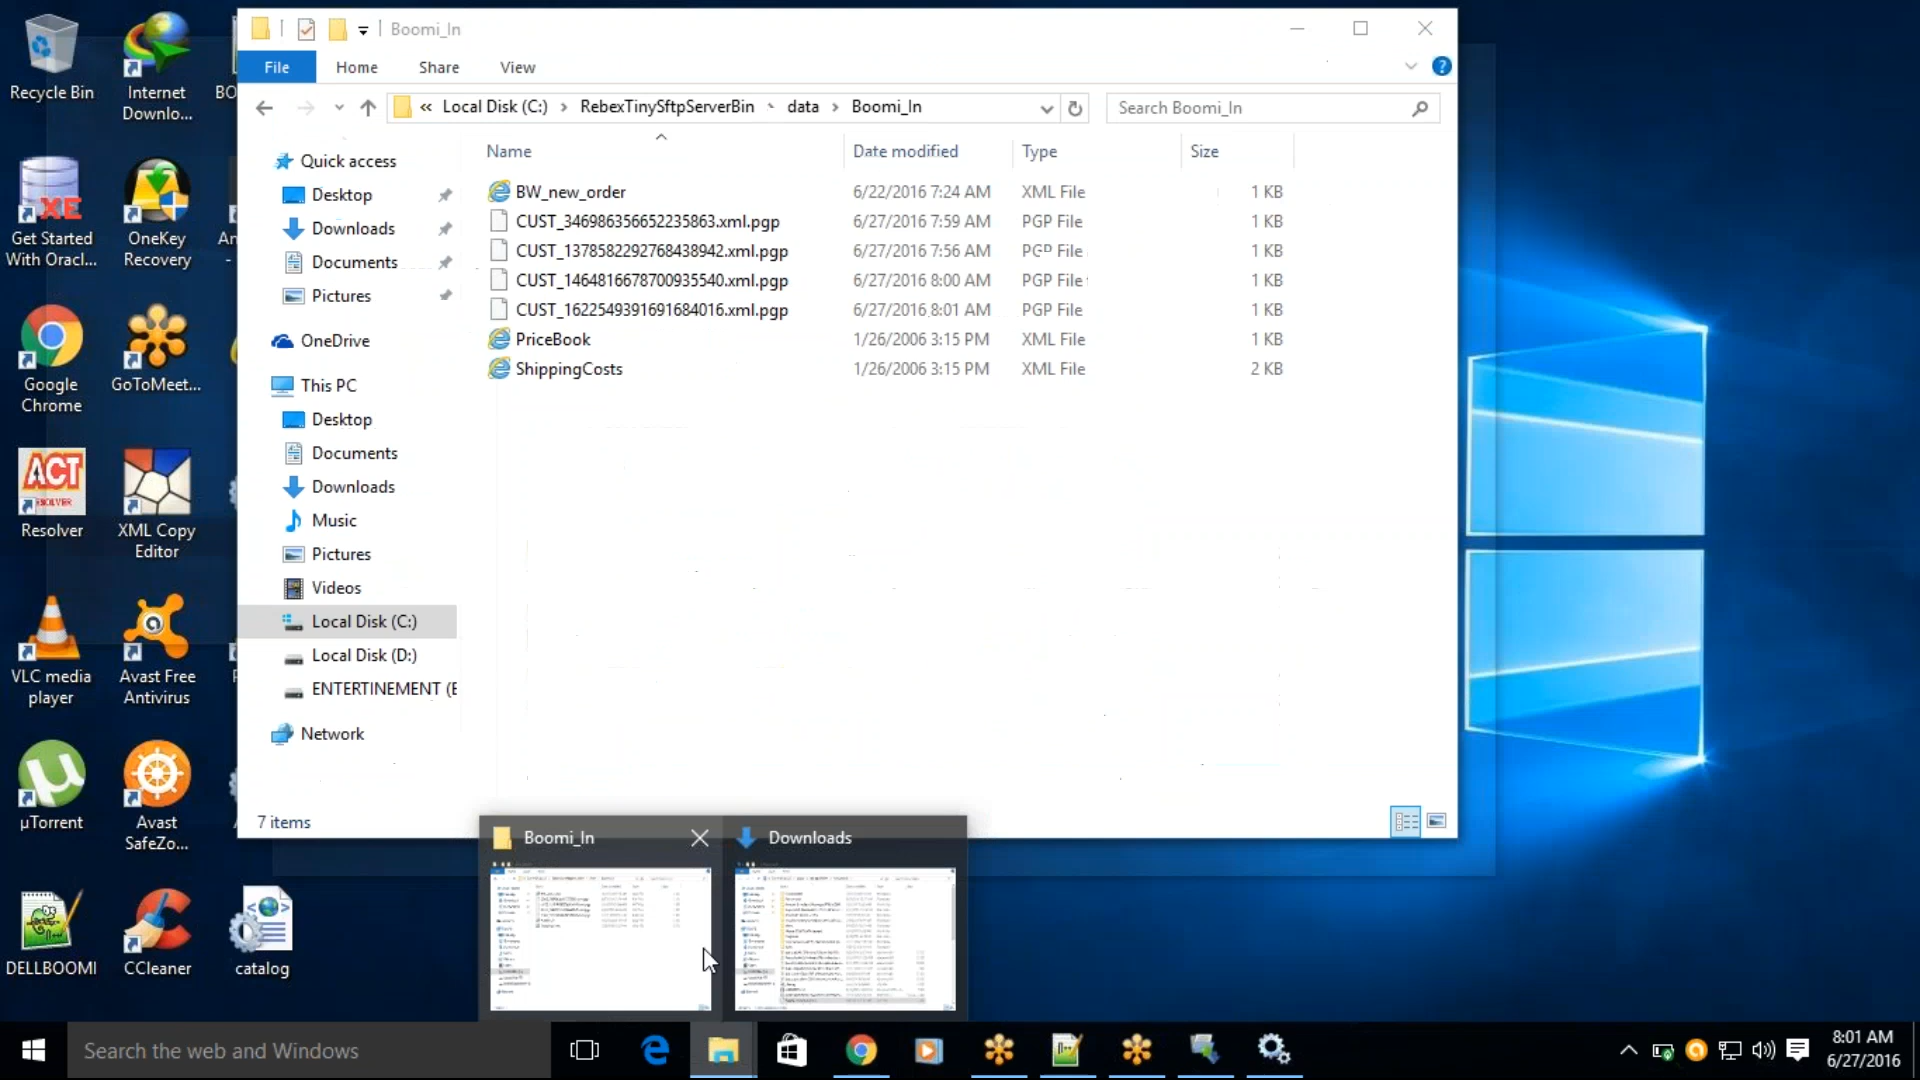 Boomi_In
File Home Share View
« Local Disk (C:) › RebexTinySftpServerBin data › Boomi_In
Search Boomi_In
Name Date modified Type Size
BW_new_order 6/22/2016 7:24 AM XML File 1 KB
CUST_346986356652235863.xml.pgp 6/27/2016 7:59 AM PGP File 1 KB
CUST_1378582292768438942.xml.pgp 6/27/2016 7:56 AM PGP File 1 KB
CUST_1464816678700935540.xml.pgp 6/27/2016 8:00 AM PGP File 1 KB
CUST_1622549391691684016.xml.pgp 6/27/2016 8:01 AM PGP File 1 KB
PriceBook 1/26/2006 3:15 PM XML File 1 KB
ShippingCosts 1/26/2006 3:15 PM XML File 2 KB
Quick access
Desktop
Downloads
Documents
Pictures
OneDrive
This PC
Desktop
Documents
Downloads
Music
Pictures
Videos
Local Disk (C:)
Local Disk (D:)
ENTERTINEMENT (E
Network
7 items
Boomi_In
Downloads
Recycle Bin
Internet
Downlo...
BO
XE
Get Started
With Oracl...
OneKey
Recovery
An
-
Google
Chrome
GoToMeet...
ACT
Resolver
XML Copy
Editor
VLC media
player
Avast Free
Antivirus
µTorrent
Avast
SafeZo...
DELLBOOMI
CCleaner
catalog
Search the web and Windows
8:01 AM
6/27/2016